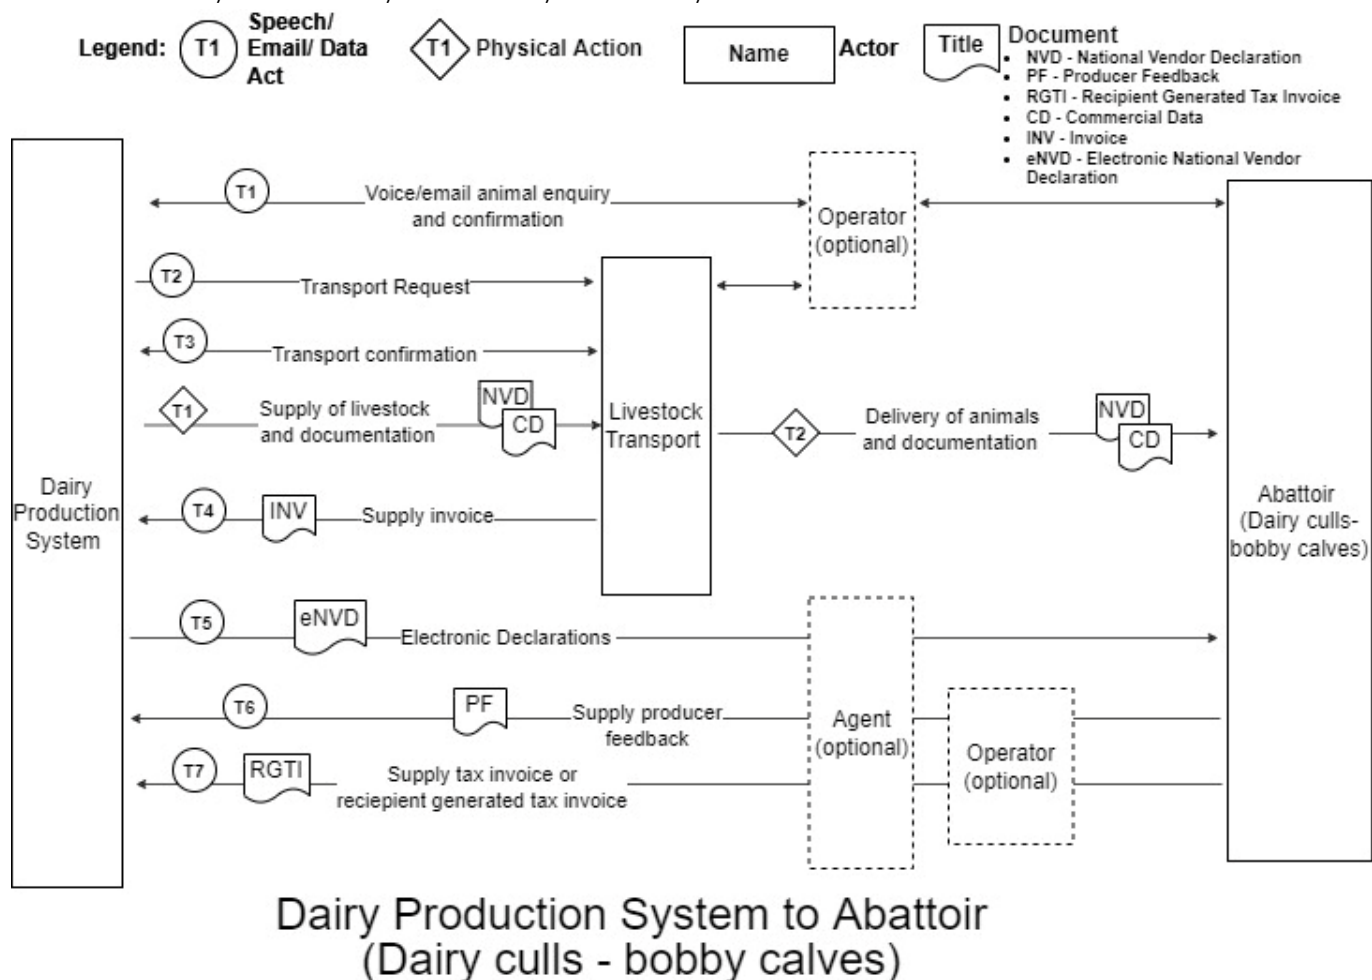 Legend:
T1
Speech/
Email/ Data
Act
T1
Physical Action
Name
Actor
Title
Document
• NVD - National Vendor Declaration
• PF - Producer Feedback
• RGTI - Recipient Generated Tax Invoice
• CD - Commercial Data
• INV - Invoice
• eNVD - Electronic National Vendor
Declaration
T1
Voice/email animal enquiry
and confirmation
Operator
(optional)
T2
Transport Request
T3
Transport confirmation
T1
Supply of livestock
and documentation
NVD
CD
Livestock
Transport
T2
Delivery of animals
and documentation
NVD
CD
Dairy
Production
System
T4
INV
Supply invoice
Abattoir
(Dairy culls-
bobby calves)
T5
eNVD
Electronic Declarations
T6
PF
Supply producer
feedback
Agent
(optional)
Operator
(optional)
T7
RGTI
Supply tax invoice or
reciepient generated tax invoice
Dairy Production System to Abattoir
(Dairy culls - bobby calves)